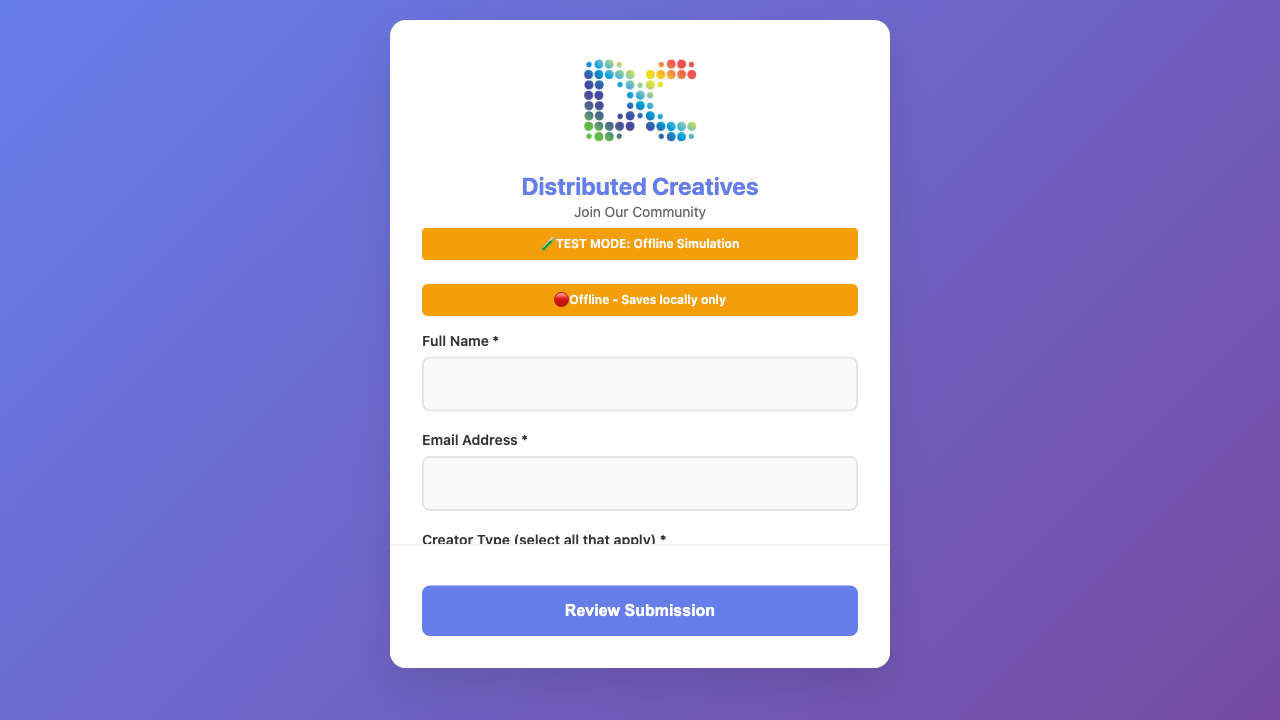 DC
Distributed Creatives
Join Our Community
TEST MODE: Offline Simulation
Offline - Saves locally only
Full Name *
Email Address *
Creator Type (select all that apply) *
Review Submission